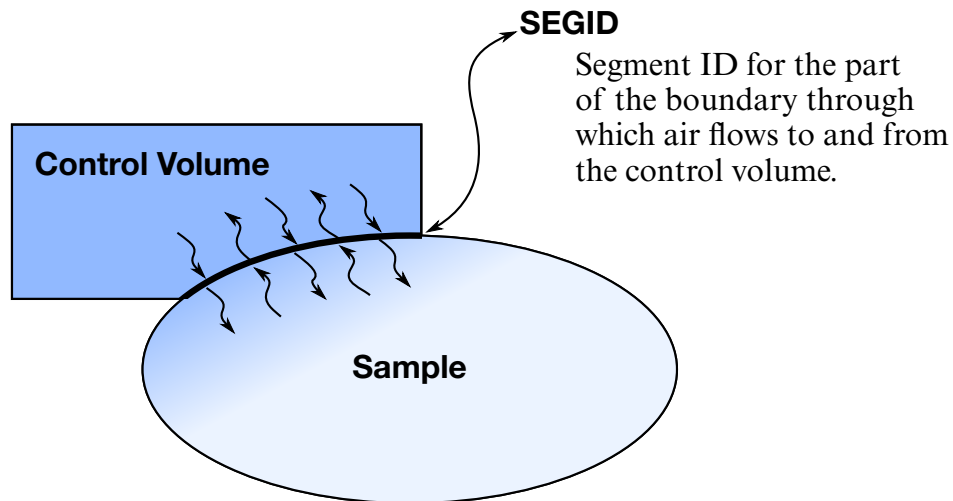 SEGID
Segment ID for the part
of the boundary through
which air flows to and from
the control volume.
Control Volume
Sample